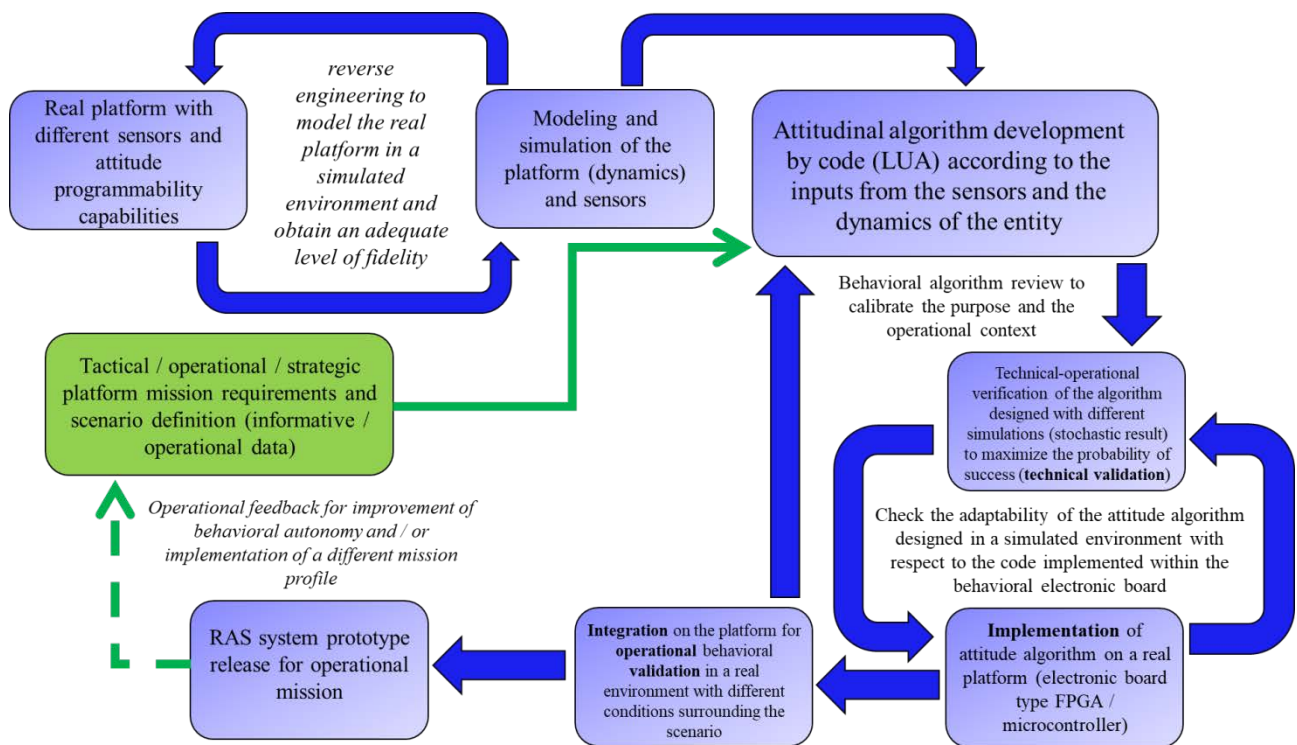 Real platform with
different sensors and
attitude
programmability
capabilities
reverse
engineering to
model the real
platform in a
simulated
environment and
obtain an adequate
level of fidelity
Modeling and
simulation of the
platform (dynamics)
and sensors
Attitudinal algorithm development
by code (LUA) according to the
inputs from the sensors and the
dynamics of the entity
Behavioral algorithm review to
calibrate the purpose and the
operational context
Tactical / operational / strategic
platform mission requirements and
scenario definition (informative /
operational data)
Technical-operational
verification of the algorithm
designed with different
simulations (stochastic result)
to maximize the probability of
success (technical validation)
Operational feedback for improvement of
behavioral autonomy and / or
implementation of a different mission
profile
Check the adaptability of the attitude algorithm
designed in a simulated environment with
respect to the code implemented within the
behavioral electronic board
RAS system prototype
release for operational
mission
Integration on the platform for
operational behavioral
validation in a real
environment with different
conditions surrounding the
scenario
Implementation of
attitude algorithm on a real
platform (electronic board
type FPGA /
microcontroller)